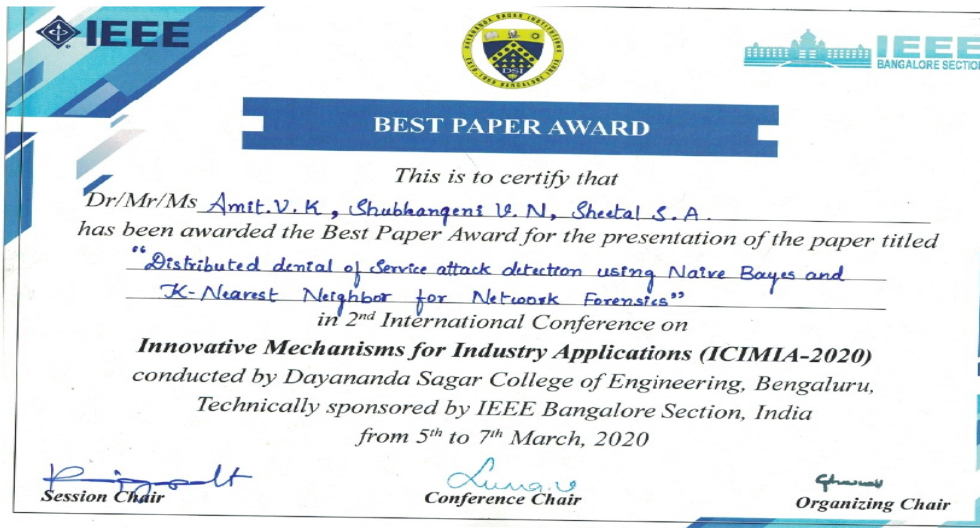 IEEE
DAYANANDA SAGAR INSTITUTIONS
DSI
IEEE
BANGALORE SECTION
BEST PAPER AWARD
This is to certify that
Dr/Mr/Ms Amit.V.K, Shubhangeni V.N, Sheetal S.A.
has been awarded the Best Paper Award for the presentation of the paper titled
"Distributed denial of Service attack detection using Naive Bayes and
K-Nearest Neighbor for Network Forensics"
in 2nd International Conference on
Innovative Mechanisms for Industry Applications (ICIMIA-2020)
conducted by Dayananda Sagar College of Engineering, Bengaluru,
Technically sponsored by IEEE Bangalore Section, India
from 5th to 7th March, 2020
Session Chair
Conference Chair
Organizing Chair